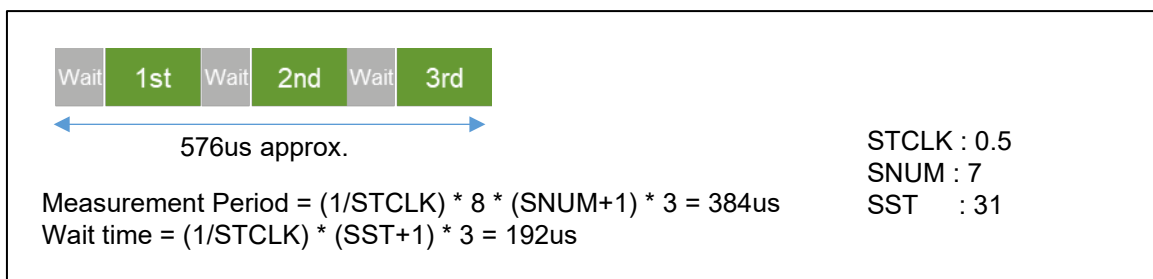 Wait 1st Wait 2nd Wait 3rd
576us approx.
STCLK : 0.5
SNUM : 7
SST : 31
Measurement Period = (1/STCLK) * 8 * (SNUM+1) * 3 = 384us
Wait time = (1/STCLK) * (SST+1) * 3 = 192us